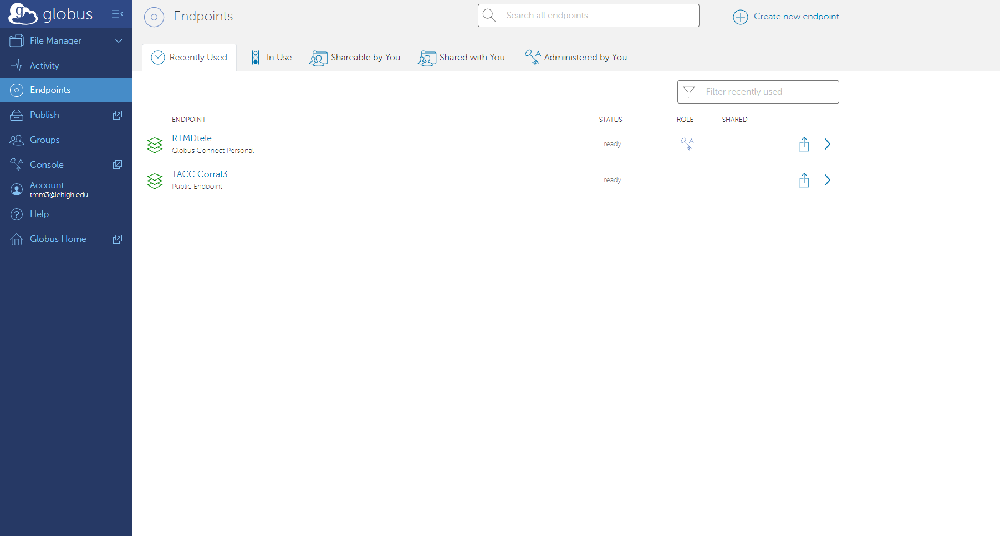 globus
File Manager
Activity
Endpoints
Publish
Groups
Console
Account
tmm3@lehigh.edu
Help
Globus Home
Endpoints
Search all endpoints
Create new endpoint
Recently Used
In Use
Shareable by You
Shared with You
Administered by You
Filter recently used
ENDPOINT STATUS ROLE SHARED
RTMDtele
Globus Connect Personal
ready
TACC Corral3
Public Endpoint
ready